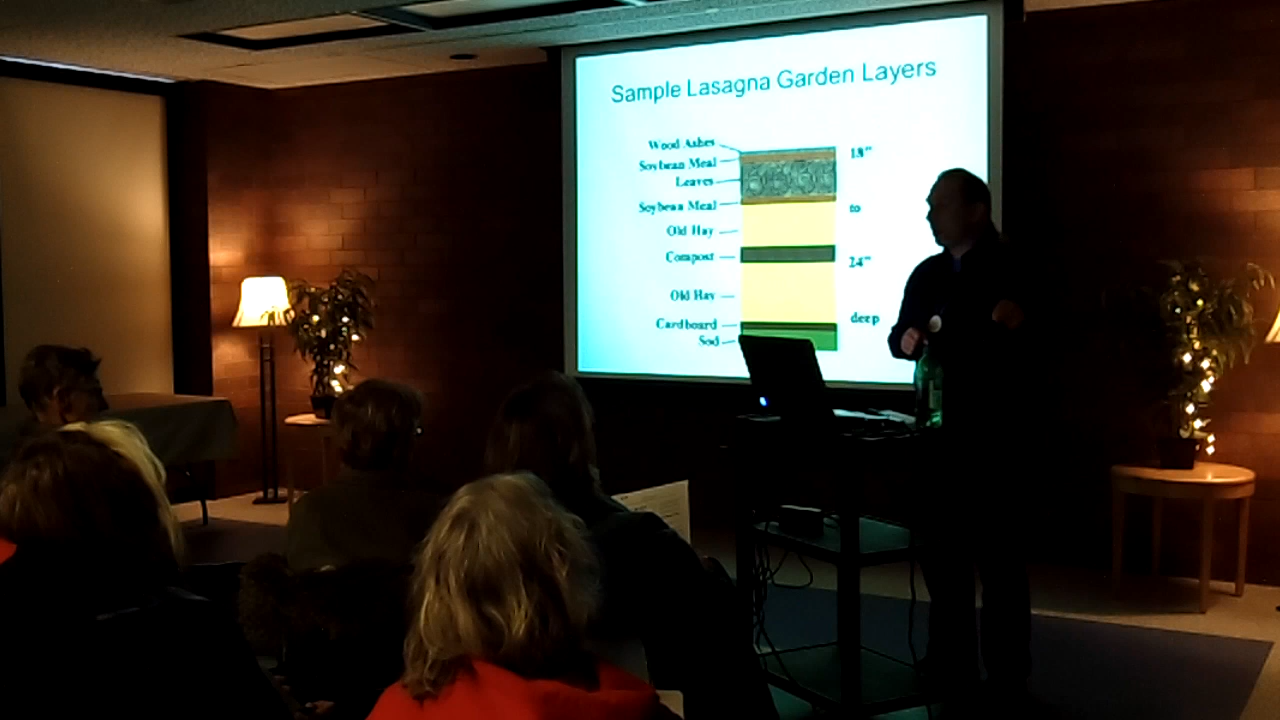 Sample Lasagna Garden Layers
Wood Ashes
Soybean Meal
Leaves
Soybean Meal
Old Hay
Compost
Old Hay
Cardboard
Sod
18"
to
24"
deep